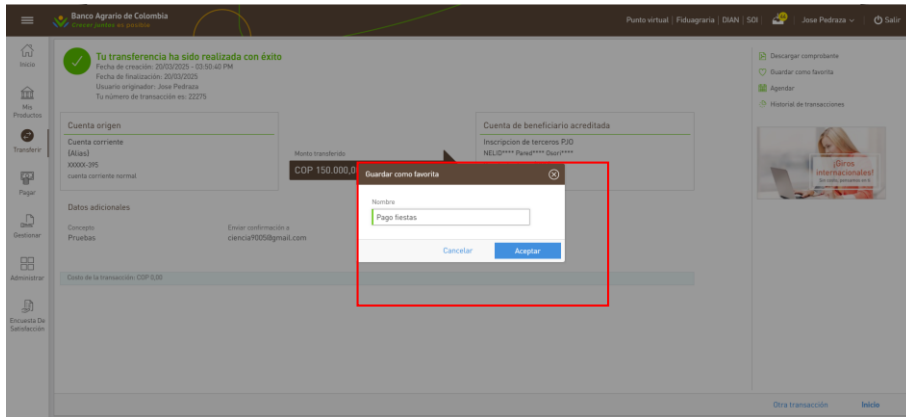 Banco Agrario de Colombia
Crecer juntos es posible
Punto virtual | Fiduagraria | DIAN | SOI
Jose Pedraza
Salir
Inicio
Mis
Productos
Transferir
Pagar
Gestionar
Administrar
Encuesta De
Satisfacción
Tu transferencia ha sido realizada con éxito
Fecha de creación: 20/03/2025 - 03:50:40 PM
Fecha de finalización: 20/03/2025
Usuario originador: Jose Pedraza
Tu número de transacción es: 22275
Cuenta origen
Cuenta corriente
(Alias)
XXXXX-395
cuenta corriente normal
Monto transferido
COP 150.000,0
Cuenta de beneficiario acreditada
Inscripcion de terceros PJO
NELID**** Pared**** Osori****
Datos adicionales
Concepto
Pruebas
Enviar confirmación a
ciencia9005@gmail.com
Costo de la transacción: COP 0,00
Guardar como favorita
Nombre
Pago fiestas
Cancelar
Aceptar
Descargar comprobante
Guardar como favorita
Agendar
Historial de transacciones
¡Giros
internacionales!
Otra transacción
Inicio